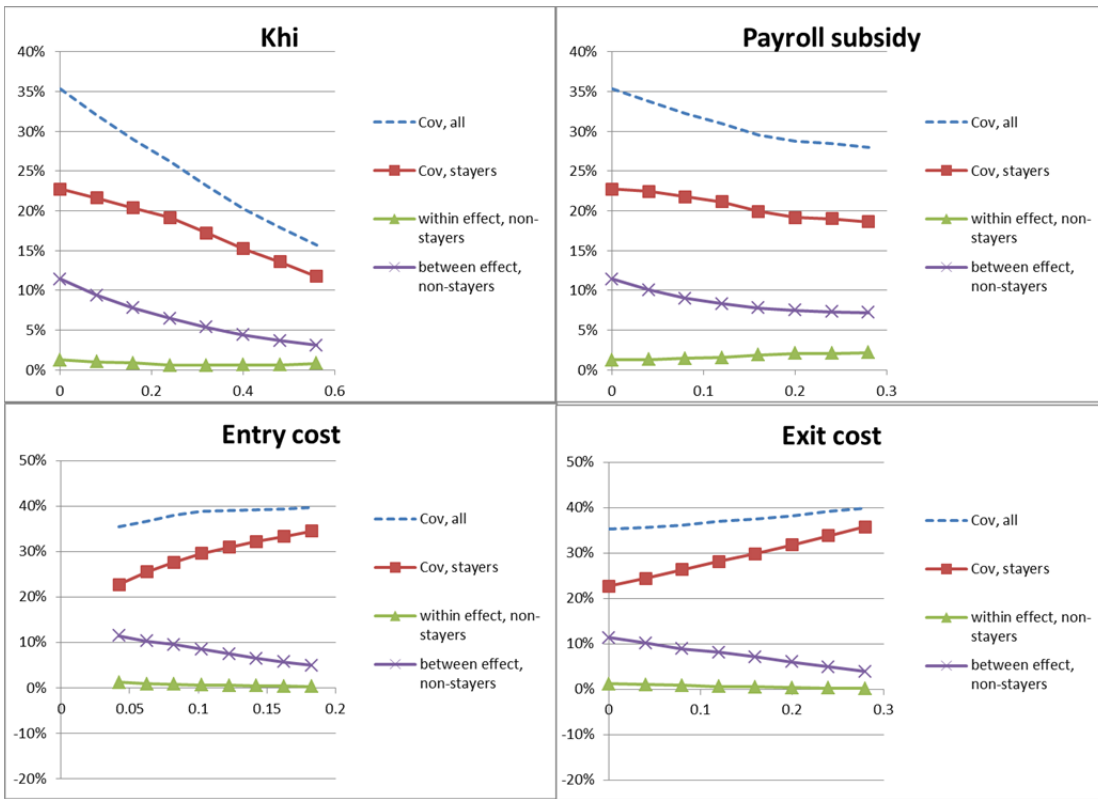 Khi
40%
35%
30%
25%
20%
15%
10%
5%
0%
0
0.2
0.4
0.6
Cov, all
Cov, stayers
within effect, non-
stayers
between effect,
non-stayers
Payroll subsidy
40%
35%
30%
25%
20%
15%
10%
5%
0%
0
0.1
0.2
0.3
Cov, all
Cov, stayers
within effect, non-
stayers
between effect,
non-stayers
Entry cost
50%
40%
30%
20%
10%
0%
-10%
-20%
0
0.05
0.1
0.15
0.2
Cov, all
Cov, stayers
within effect, non-
stayers
between effect,
non-stayers
Exit cost
50%
40%
30%
20%
10%
0%
-10%
-20%
0
0.1
0.2
0.3
Cov, all
Cov, stayers
within effect, non-
stayers
between effect,
non-stayers